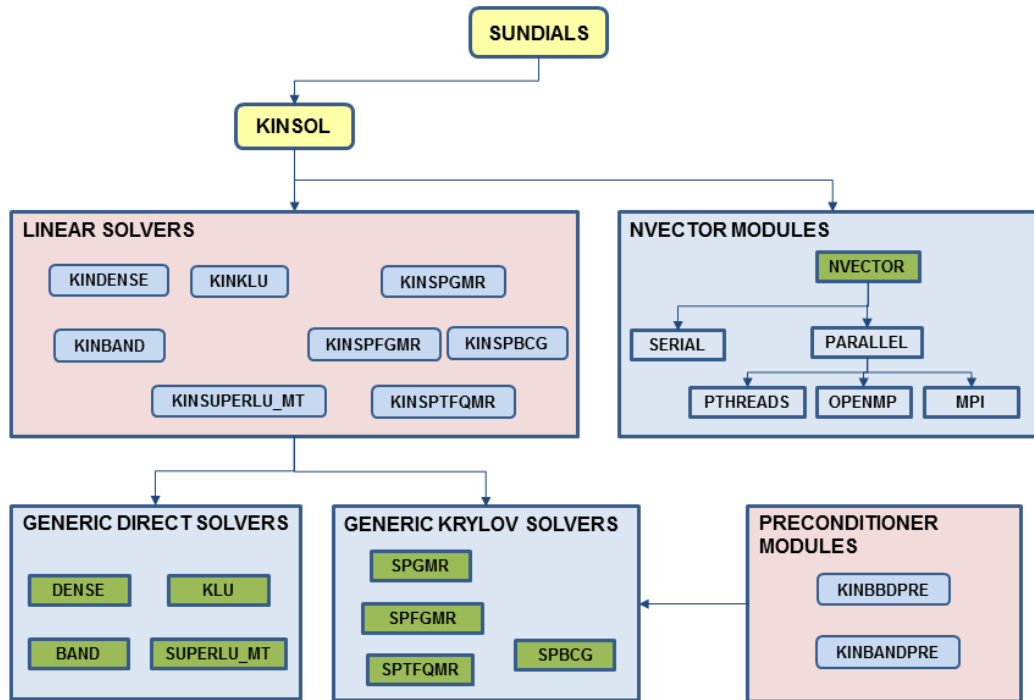 SUNDIALS
KINSOL
LINEAR SOLVERS
KINDENSE
KINKLU
KINSPGMR
KINBAND
KINSPFGMR
KINSPBCG
KINSUPERLU_MT
KINSPTFQMR
NVECTOR MODULES
NVECTOR
SERIAL
PARALLEL
PTHREADS
OPENMP
MPI
GENERIC DIRECT SOLVERS
DENSE
KLU
BAND
SUPERLU_MT
GENERIC KRYLOV SOLVERS
SPGMR
SPFGMR
SPTFQMR
SPBCG
PRECONDITIONER
MODULES
KINBBDPRE
KINBANDPRE